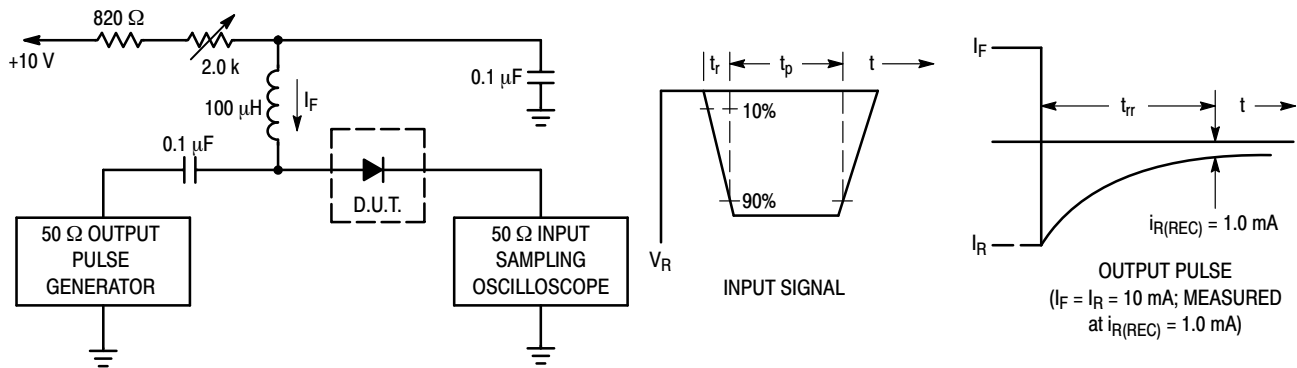 820 Ω
+10 V
2.0 k
100 µH
I_F
0.1 µF
0.1 µF
D.U.T.
50 Ω OUTPUT
PULSE
GENERATOR
50 Ω INPUT
SAMPLING
OSCILLOSCOPE
t_r
t_p
t
10%
90%
V_R
INPUT SIGNAL
I_F
t_rr
t
I_R
i_R(REC) = 1.0 mA
OUTPUT PULSE
(I_F = I_R = 10 mA; MEASURED
at i_R(REC) = 1.0 mA)